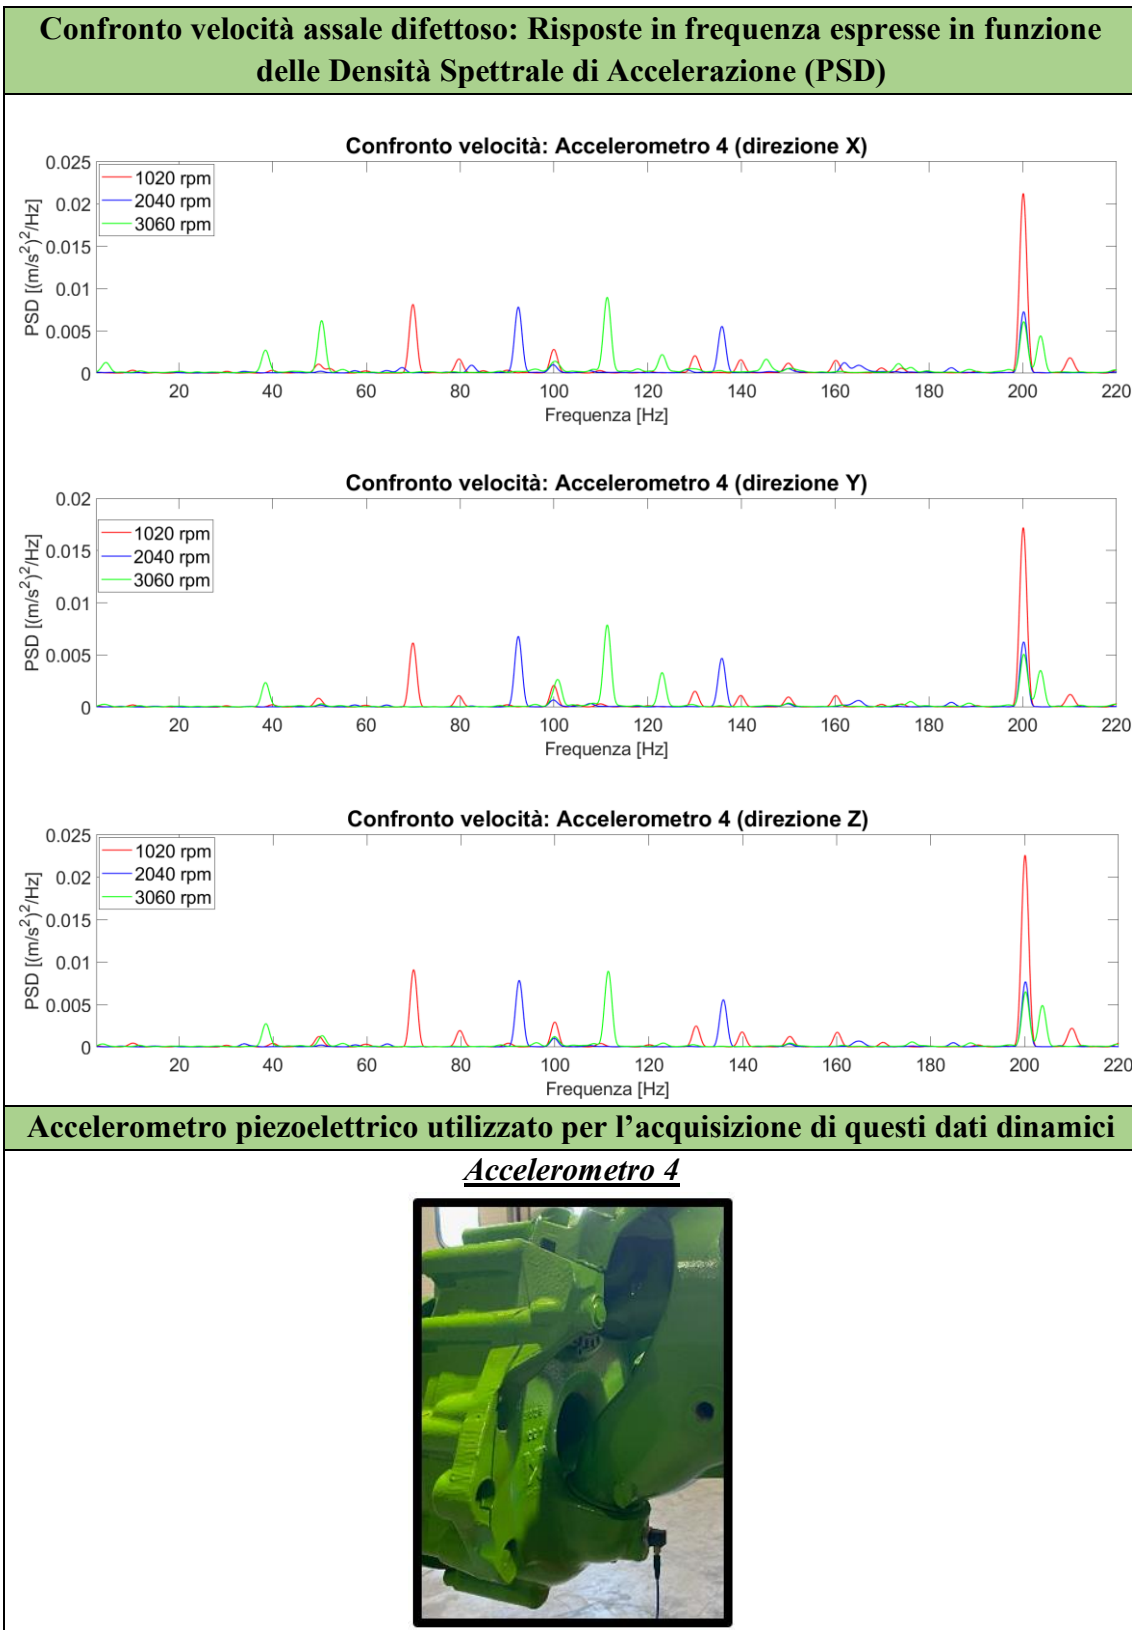 Confronto velocità assale difettoso: Risposte in frequenza espresse in funzione
delle Densità Spettrale di Accelerazione (PSD)
Confronto velocità: Accelerometro 4 (direzione X)
0.025
0.02
0.015
0.01
0.005
0
PSD [(m/s²)²/Hz]
1020 rpm
2040 rpm
3060 rpm
20 40 60 80 100 120 140 160 180 200 220
Frequenza [Hz]
Confronto velocità: Accelerometro 4 (direzione Y)
0.02
0.015
0.01
0.005
0
PSD [(m/s²)²/Hz]
1020 rpm
2040 rpm
3060 rpm
20 40 60 80 100 120 140 160 180 200 220
Frequenza [Hz]
Confronto velocità: Accelerometro 4 (direzione Z)
0.025
0.02
0.015
0.01
0.005
0
PSD [(m/s²)²/Hz]
1020 rpm
2040 rpm
3060 rpm
20 40 60 80 100 120 140 160 180 200 220
Frequenza [Hz]
Accelerometro piezoelettrico utilizzato per l’acquisizione di questi dati dinamici
Accelerometro 4